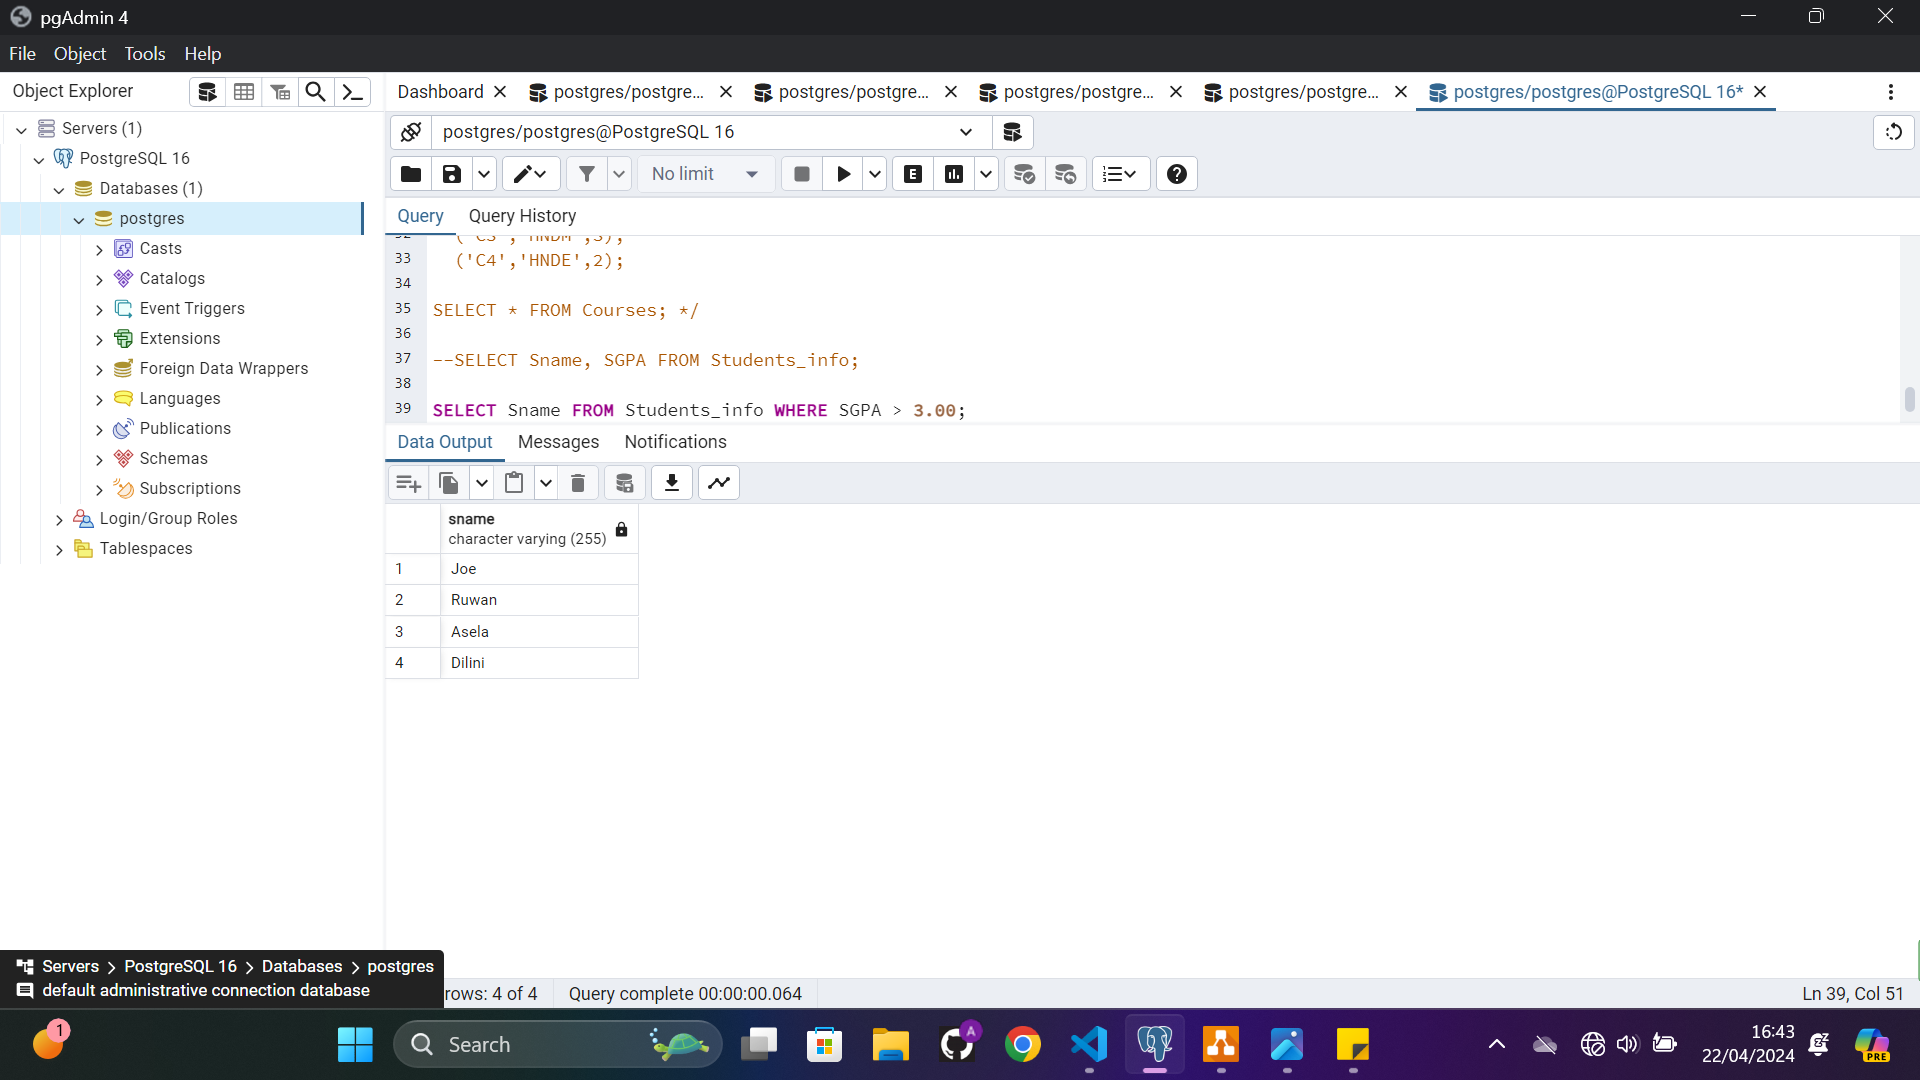 pgAdmin 4
File Object Tools Help
Object Explorer
Dashboard
postgres/postgre...
postgres/postgre...
postgres/postgre...
postgres/postgre...
postgres/postgres@PostgreSQL 16*
Servers (1)
PostgreSQL 16
Databases (1)
postgres
Casts
Catalogs
Event Triggers
Extensions
Foreign Data Wrappers
Languages
Publications
Schemas
Subscriptions
Login/Group Roles
Tablespaces
postgres/postgres@PostgreSQL 16
No limit
E
Query Query History
32 ('C3','HNDM',3),
33 ('C4','HNDE',2);
34
35 SELECT * FROM Courses; */
36
37 --SELECT Sname, SGPA FROM Students_info;
38
39 SELECT Sname FROM Students_info WHERE SGPA > 3.00;
Data Output Messages Notifications
sname
character varying (255)
1 Joe
2 Ruwan
3 Asela
4 Dilini
Servers > PostgreSQL 16 > Databases > postgres
default administrative connection database
rows: 4 of 4
Query complete 00:00:00.064
Ln 39, Col 51
1
Search
A
16:43
22/04/2024
PRE